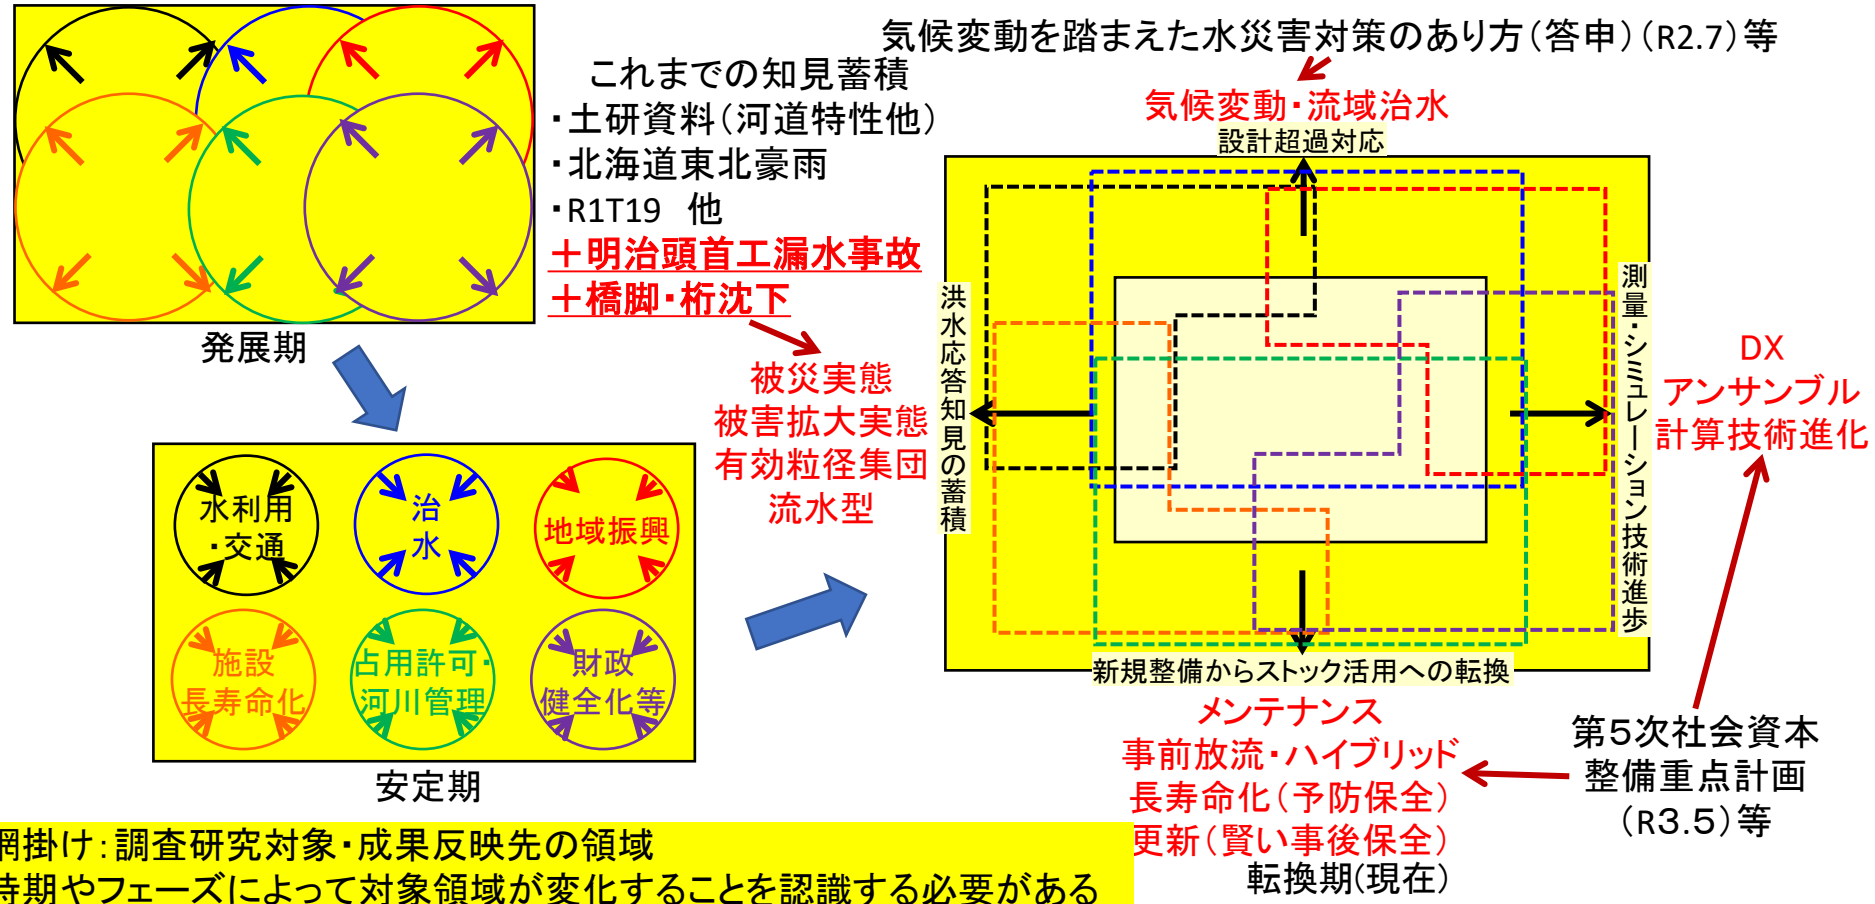 気候変動を踏まえた水災害対策のあり方（答申）（R2.7）等
これまでの知見蓄積
・土研資料（河道特性他）
・北海道東北豪雨
・R1T19　他
＋明治頭首工漏水事故
＋橋脚・桁沈下
発展期
気候変動・流域治水
設計超過対応
洪水応答知見の蓄積
測量・シミュレーション技術進歩
被災実態
被害拡大実態
有効粒径集団
流水型
DX
アンサンブル
計算技術進化
水利用
・交通
治
水
地域振興
施設
長寿命化
占用許可・
河川管理
財政
健全化等
安定期
新規整備からストック活用への転換
メンテナンス
事前放流・ハイブリッド
長寿命化（予防保全）
更新（賢い事後保全）
転換期(現在）
第５次社会資本
整備重点計画
（R3.5）等
網掛け：調査研究対象・成果反映先の領域
時期やフェーズによって対象領域が変化することを認識する必要がある